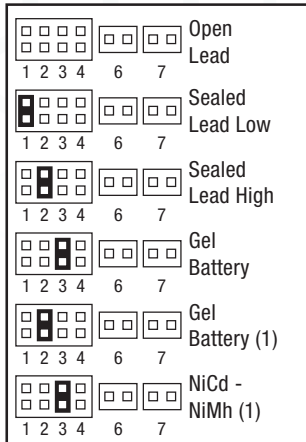 Open
Lead
1 2 3 4 6 7
Sealed
Lead Low
1 2 3 4 6 7
Sealed
Lead High
1 2 3 4 6 7
Gel
Battery
1 2 3 4 6 7
Gel
Battery (1)
1 2 3 4 6 7
NiCd -
NiMh (1)
1 2 3 4 6 7